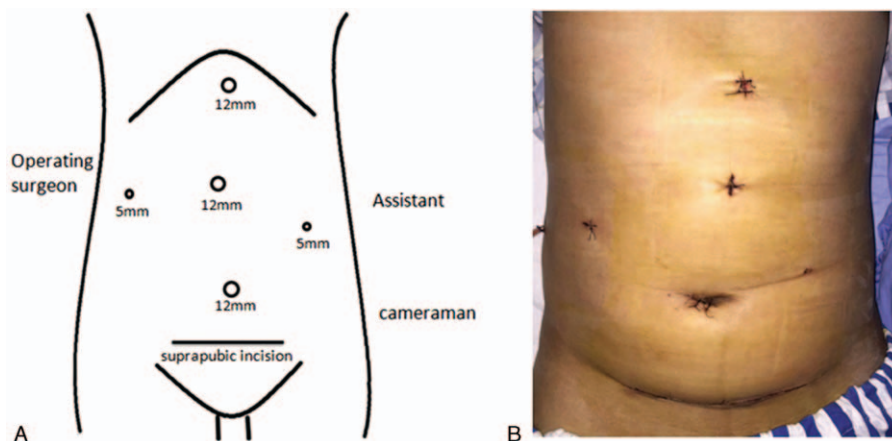 12mm
Operating
surgeon
5mm
12mm
Assistant
5mm
12mm
cameraman
suprapubic incision
A
B